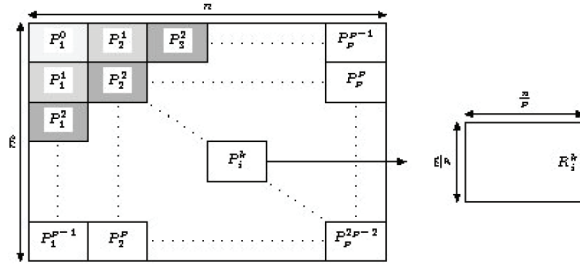 n
P_1^0 P_2^1 P_3^2 P_p^{p-1}
P_1^1 P_2^2 P_p^p
P_1^2
m
P_i^k
n/p
m/p
R_i^k
P_1^{p-1} P_2^p P_p^{2p-2}